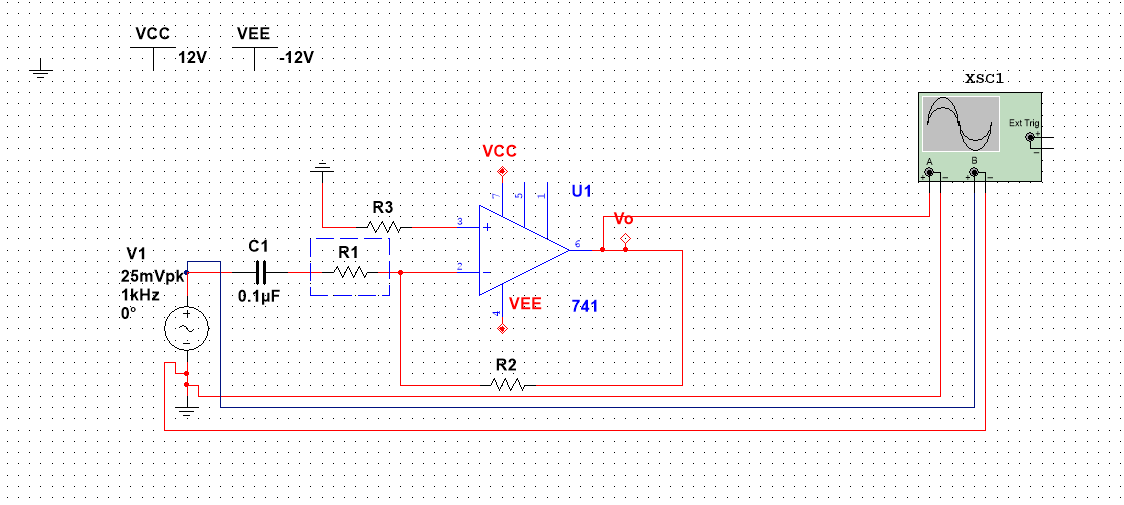 VCC
12V
VEE
-12V
XSC1
Ext Trig
+
−
A
B
+
−
+
−
VCC
U1
7
5
1
Vo
R3
3
+
6
C1
R1
2
−
V1
25mVpk
1kHz
0°
0.1µF
+
−
4
VEE
741
R2